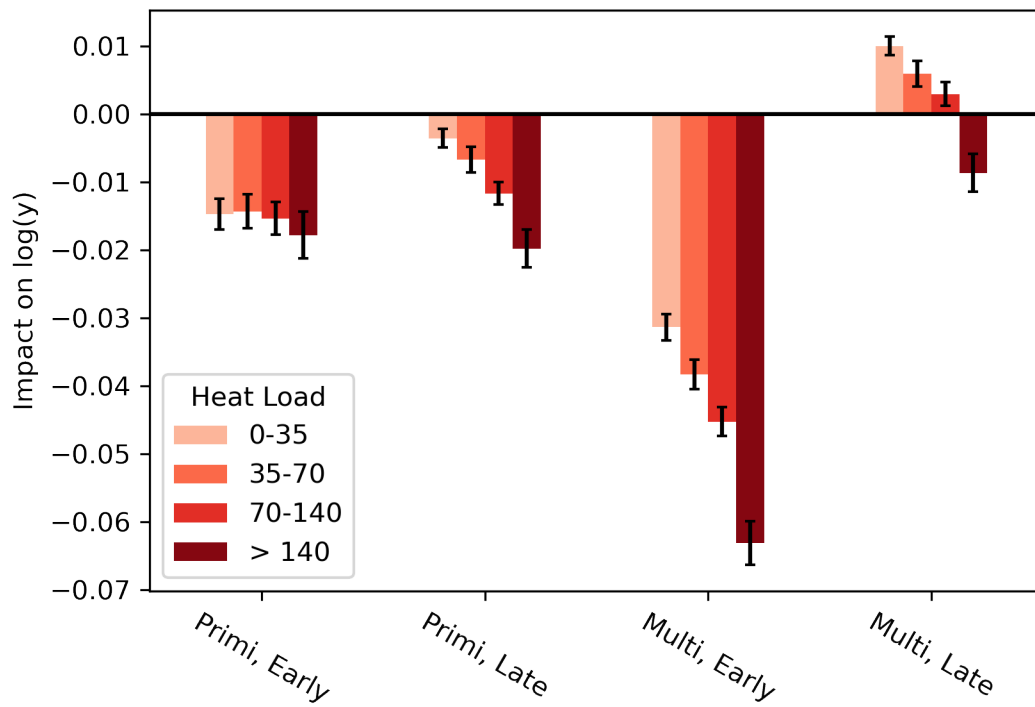 0.01
0.00
−0.01
−0.02
−0.03
−0.04
−0.05
−0.06
−0.07
Impact on log(y)
Heat Load
0-35
35-70
70-140
> 140
Primi, Early
Primi, Late
Multi, Early
Multi, Late